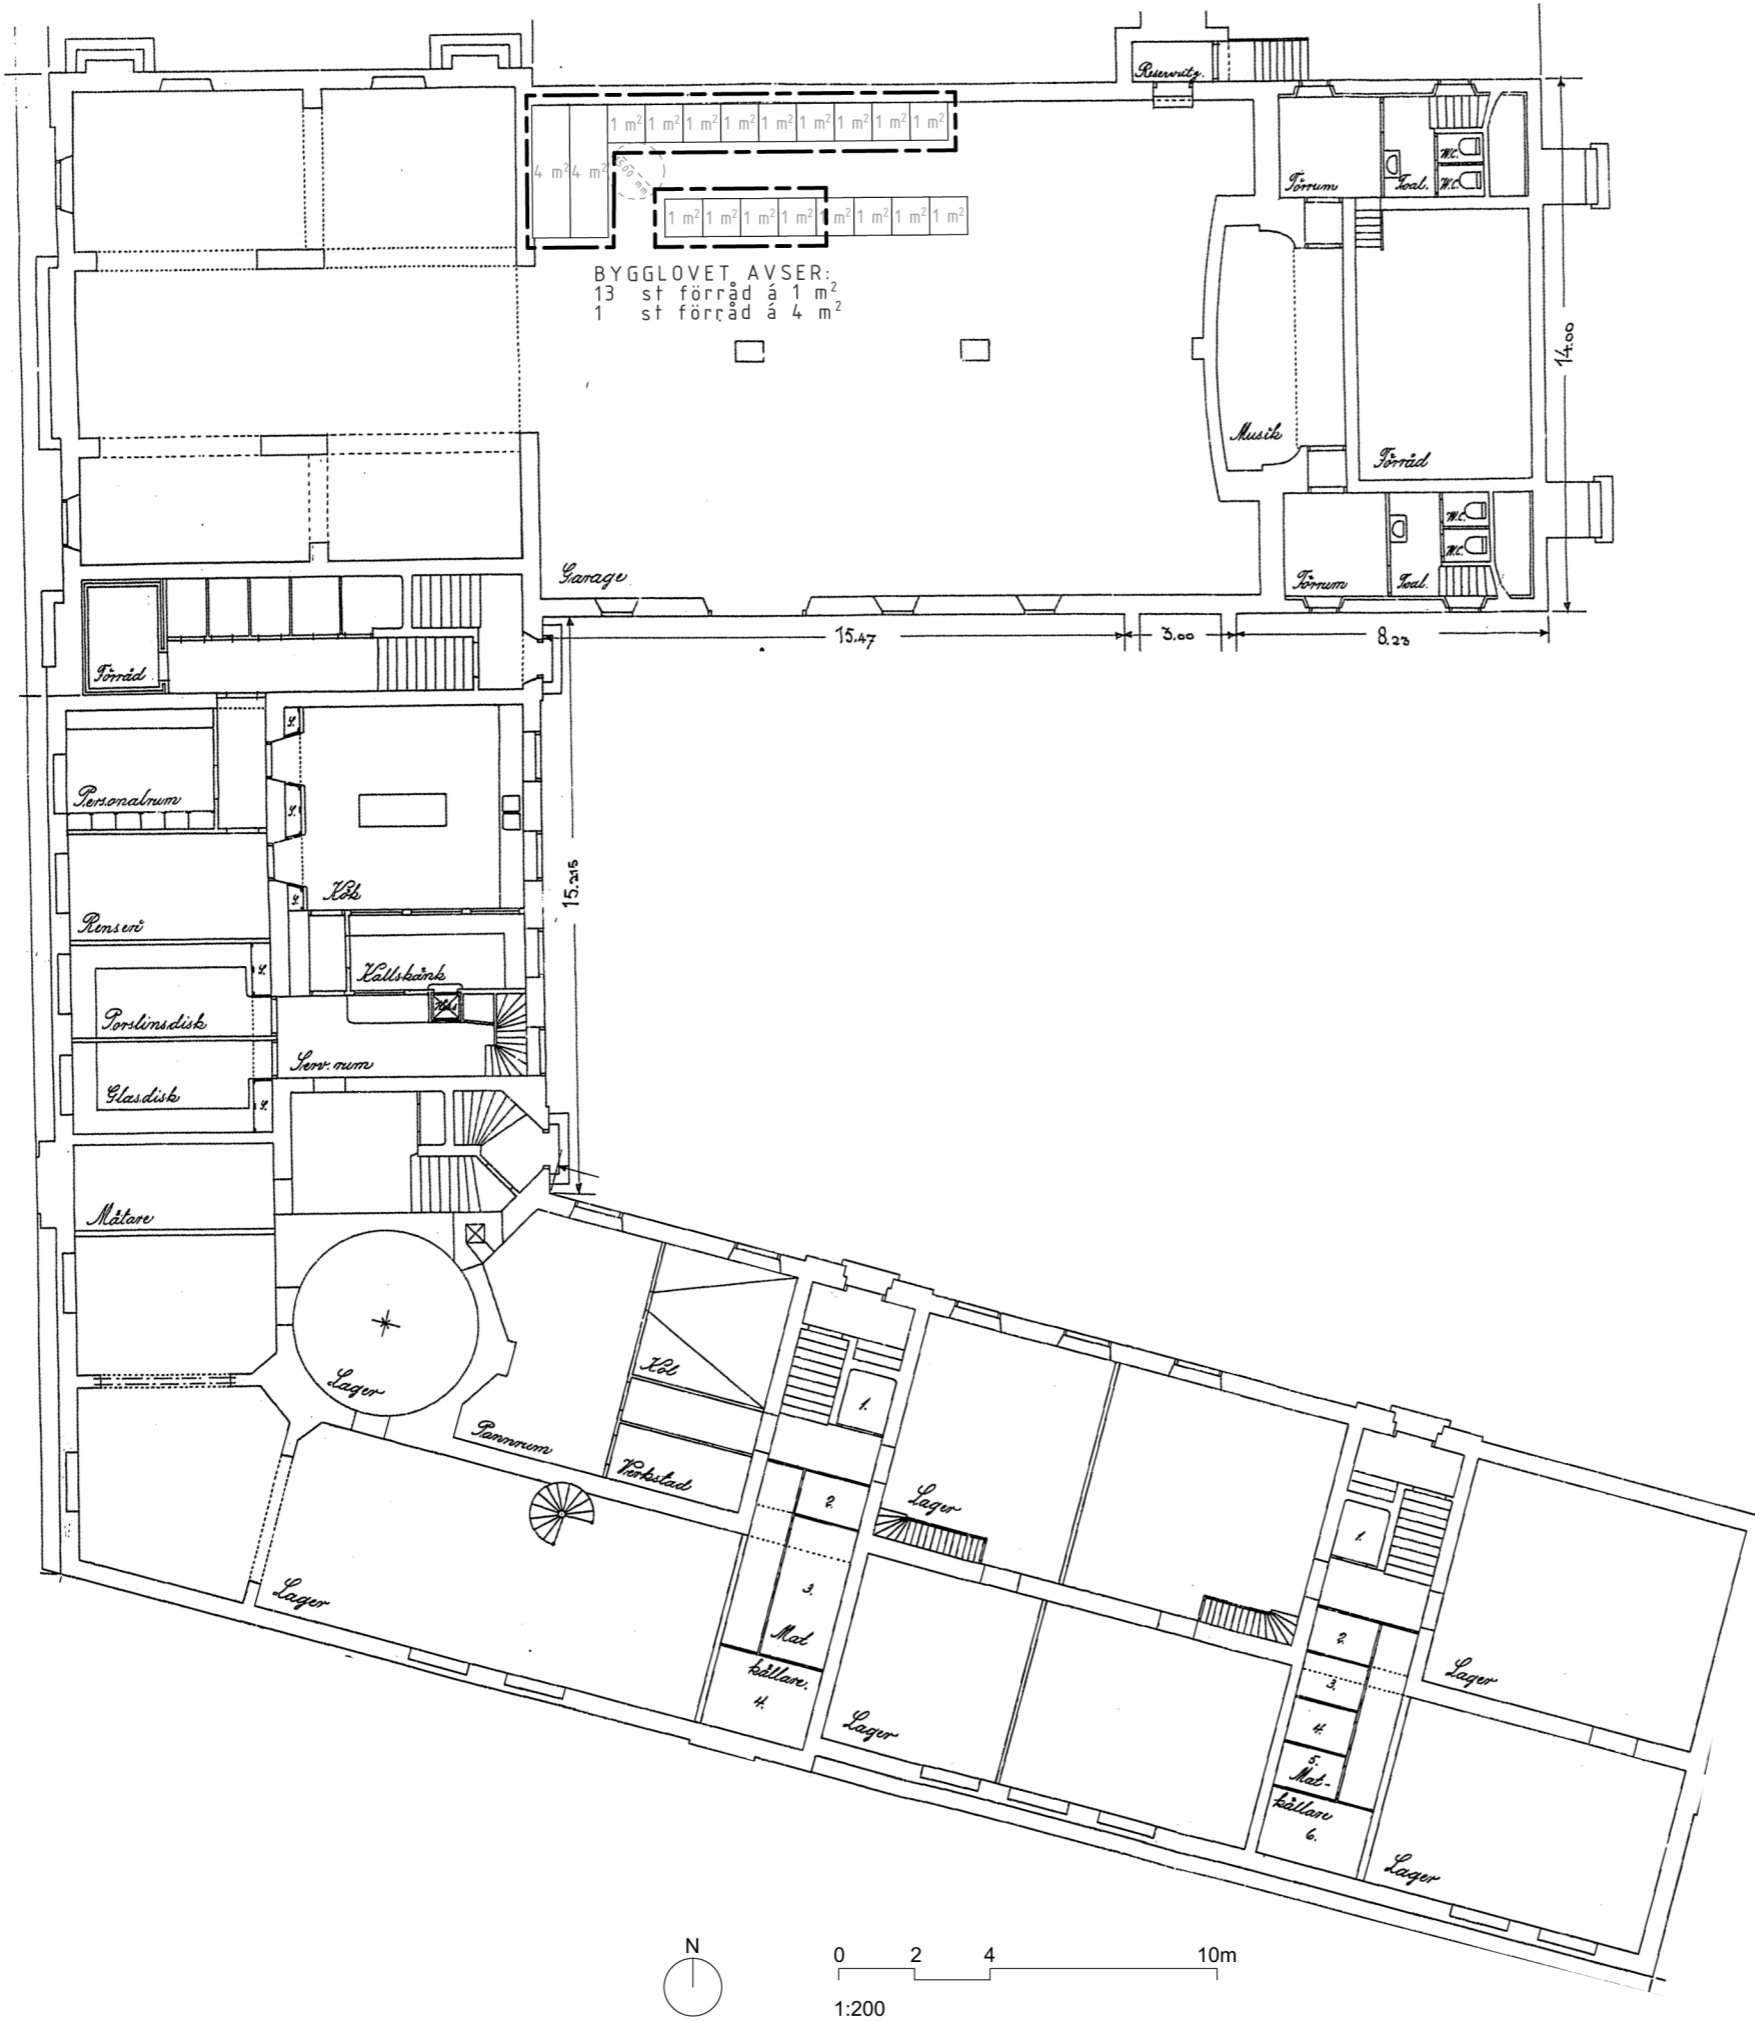 Reservutg.
1 m² 1 m² 1 m² 1 m² 1 m² 1 m² 1 m² 1 m² 1 m²
4 m² 4 m² 1500 mm
W.C.
Förrum Toal. W.C.
1 m² 1 m² 1 m² 1 m² 1 m² 1 m² 1 m² 1 m²
BYGGLOVET AVSER:
13 st förråd á 1 m²
1 st förråd á 4 m²
14.00
Musik
Förråd
W.C.
W.C.
Garage
Förrum Toal.
15.47 3.00 8.23
Förråd
S.
Personalrum
S.
15.215
Kök
S.
Renseri
Kallskänk
S.
Hiss
Porslinsdisk
Serv. rum
Glasdisk
S.
Mätare
Lager
Kol
1.
Pannrum
Verkstad
2.
Lager
1.
3.
Lager
Mat
källare.
4.
2.
3.
Lager
4.
Lager
5.
Mat-
källare
6.
Lager
N
0 2 4 10m
1:200